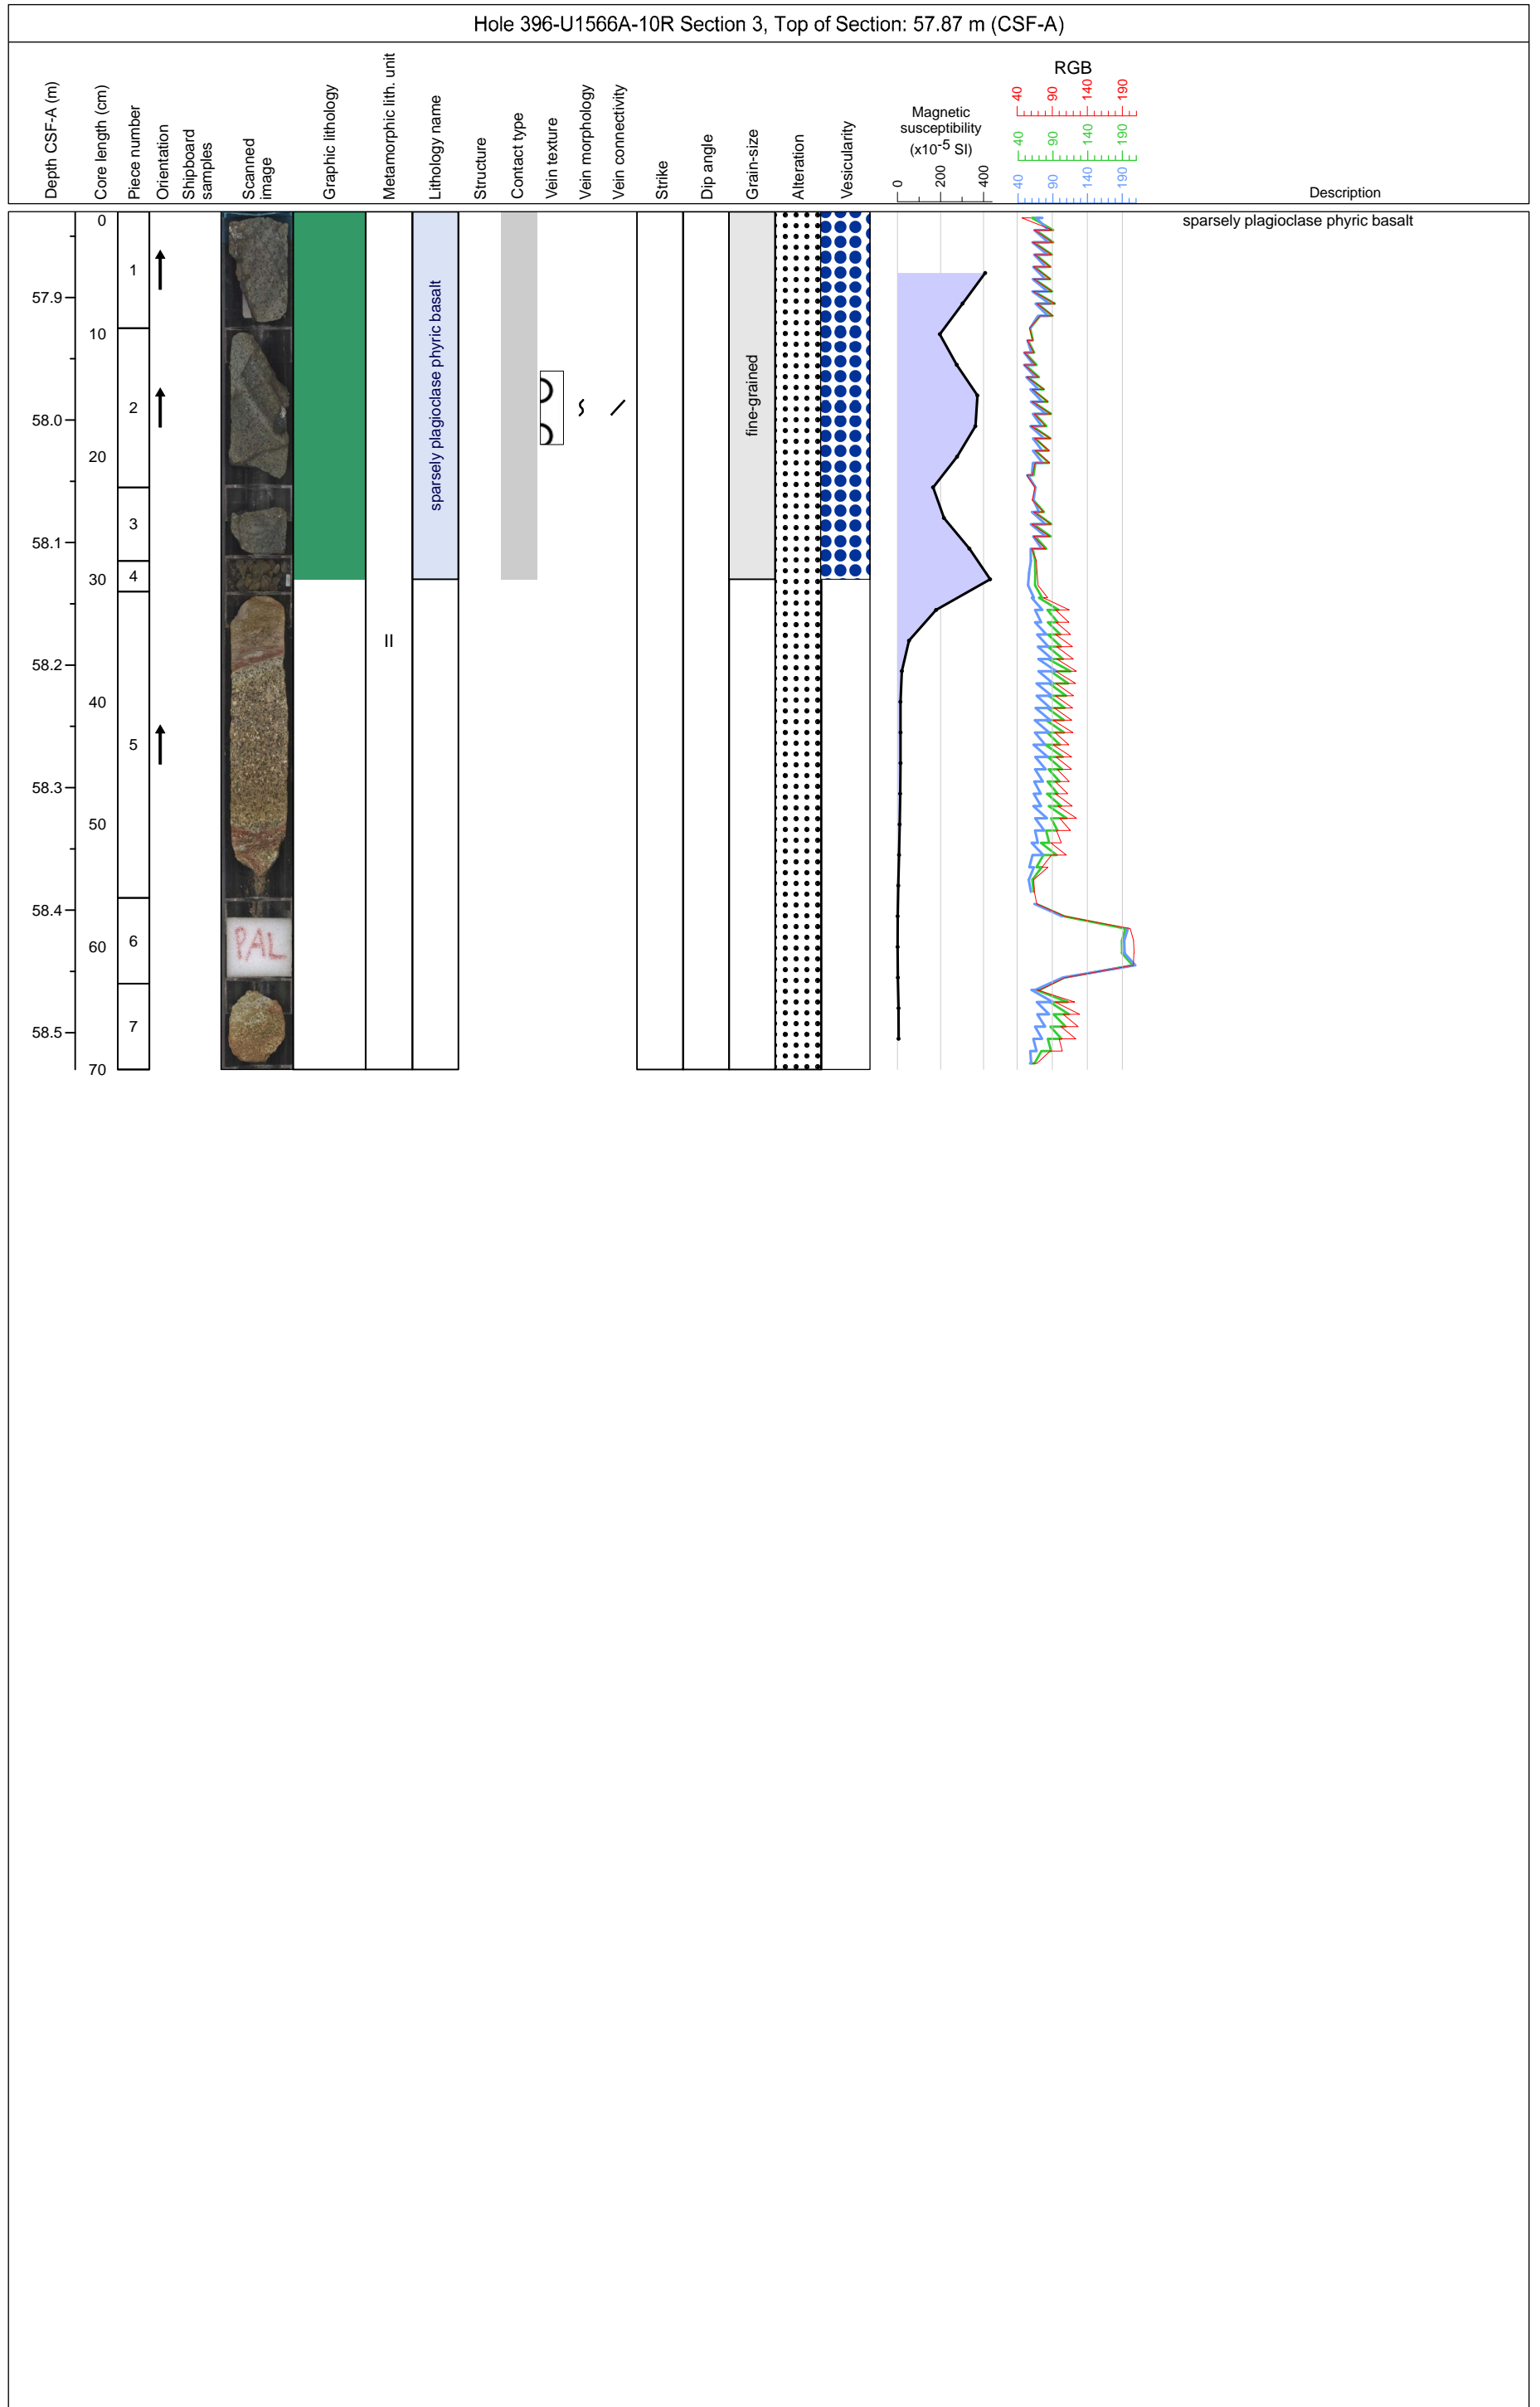 Hole 396-U1566A-10R Section 3, Top of Section: 57.87 m (CSF-A)
Depth CSF-A (m)
Core length (cm)
Piece number
Orientation
Shipboard
samples
Scanned
image
Graphic lithology
Metamorphic lith. unit
Lithology name
Structure
Contact type
Vein texture
Vein morphology
Vein connectivity
Strike
Dip angle
Grain-size
Alteration
Vesicularity
Magnetic
susceptibility
(x10-5 SI)
0 200 400
RGB
40 90 140 190
40 90 140 190
40 90 140 190
Description
57.9
58.0
58.1
58.2
58.3
58.4
58.5
0
10
20
30
40
50
60
70
1
2
3
4
5
6
7
PAL
II
sparsely plagioclase phyric basalt
fine-grained
sparsely plagioclase phyric basalt